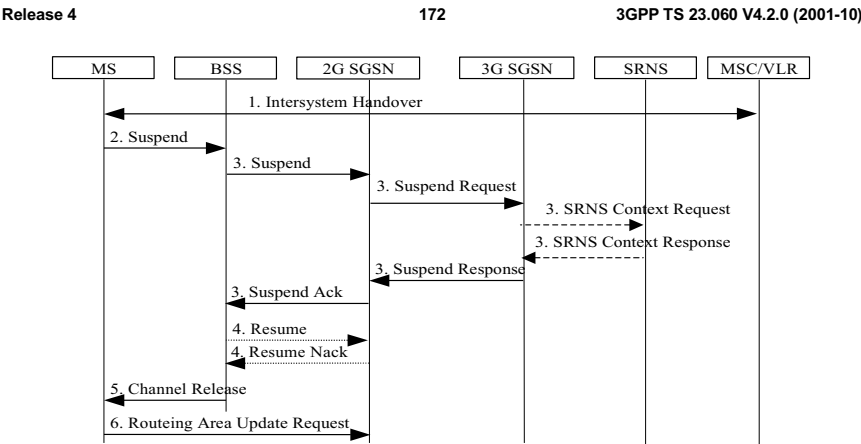 Release 4 172 3GPP TS 23.060 V4.2.0 (2001-10)
MS BSS 2G SGSN 3G SGSN SRNS MSC/VLR
1. Intersystem Handover
2. Suspend
3. Suspend
3. Suspend Request
3. SRNS Context Request
3. SRNS Context Response
3. Suspend Response
3. Suspend Ack
4. Resume
4. Resume Nack
5. Channel Release
6. Routeing Area Update Request